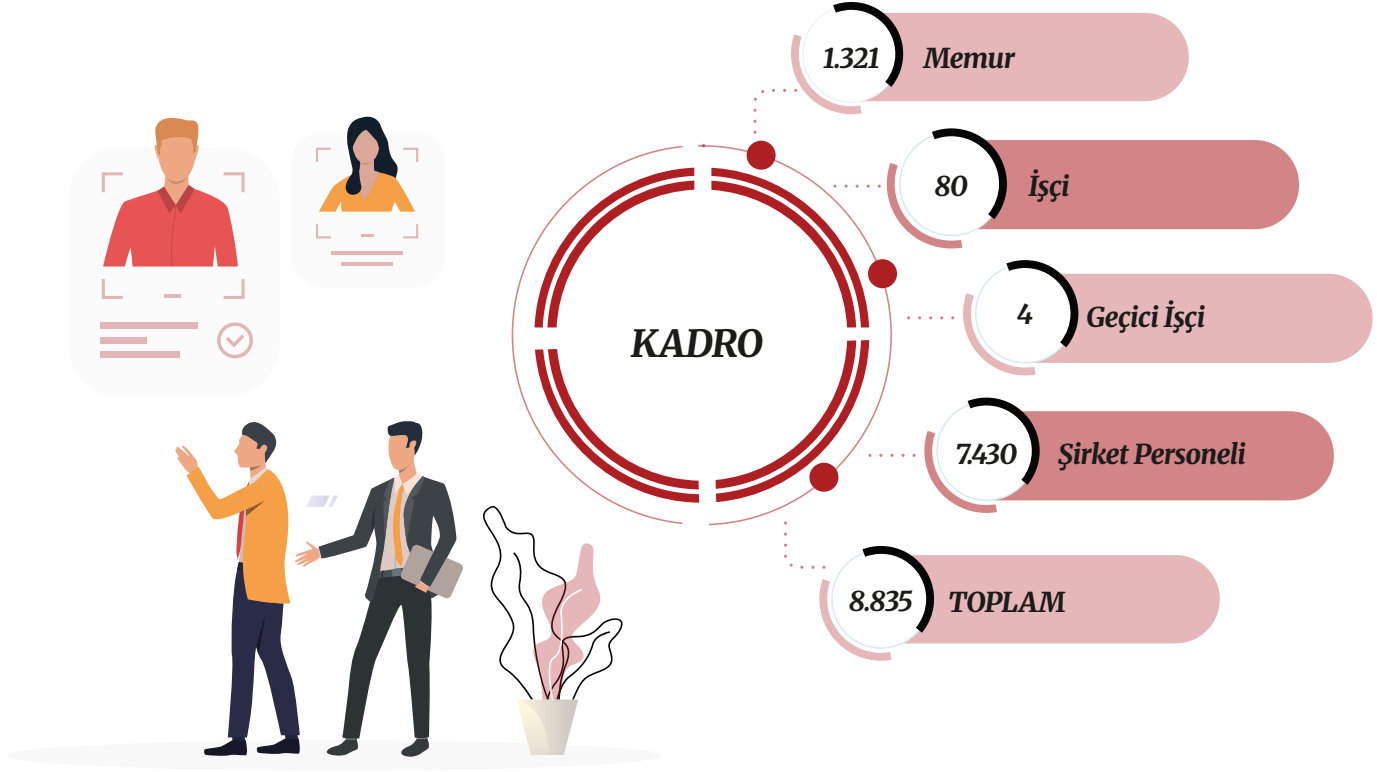 1.321 Memur
80 İşçi
4 Geçici İşçi
KADRO
7.430 Şirket Personeli
8.835 TOPLAM